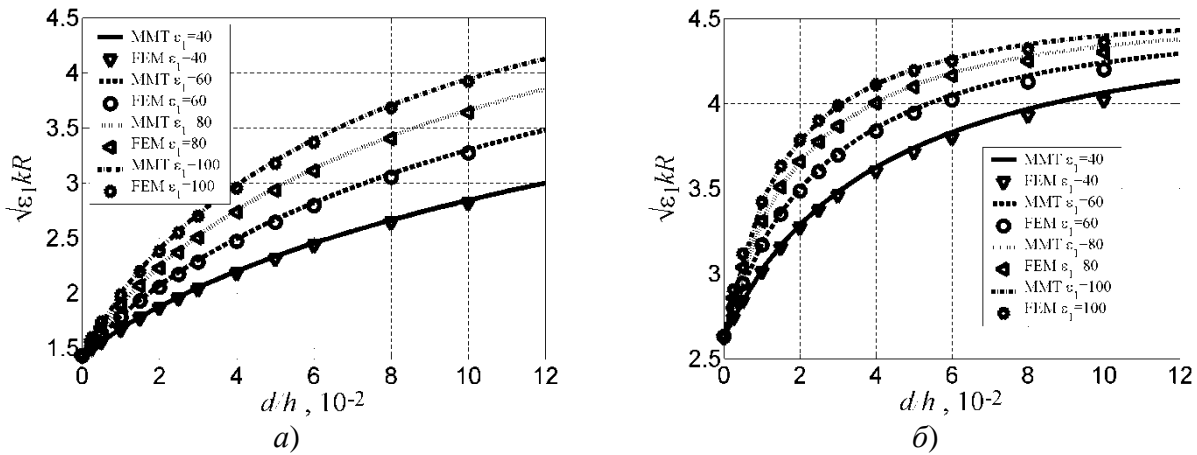 4.5
4
3.5
3
2.5
2
1.5
√ε₁kR
MMT ε₁=40
FEM ε₁=40
MMT ε₁=60
FEM ε₁=60
MMT ε₁=80
FEM ε₁=80
MMT ε₁=100
FEM ε₁=100
0 2 4 6 8 10 12
d/h , 10⁻²
а)
4.5
4
3.5
3
2.5
√ε₁kR
MMT ε₁=40
FEM ε₁=40
MMT ε₁=60
FEM ε₁=60
MMT ε₁=80
FEM ε₁=80
MMT ε₁=100
FEM ε₁=100
0 2 4 6 8 10 12
d/h , 10⁻²
б)